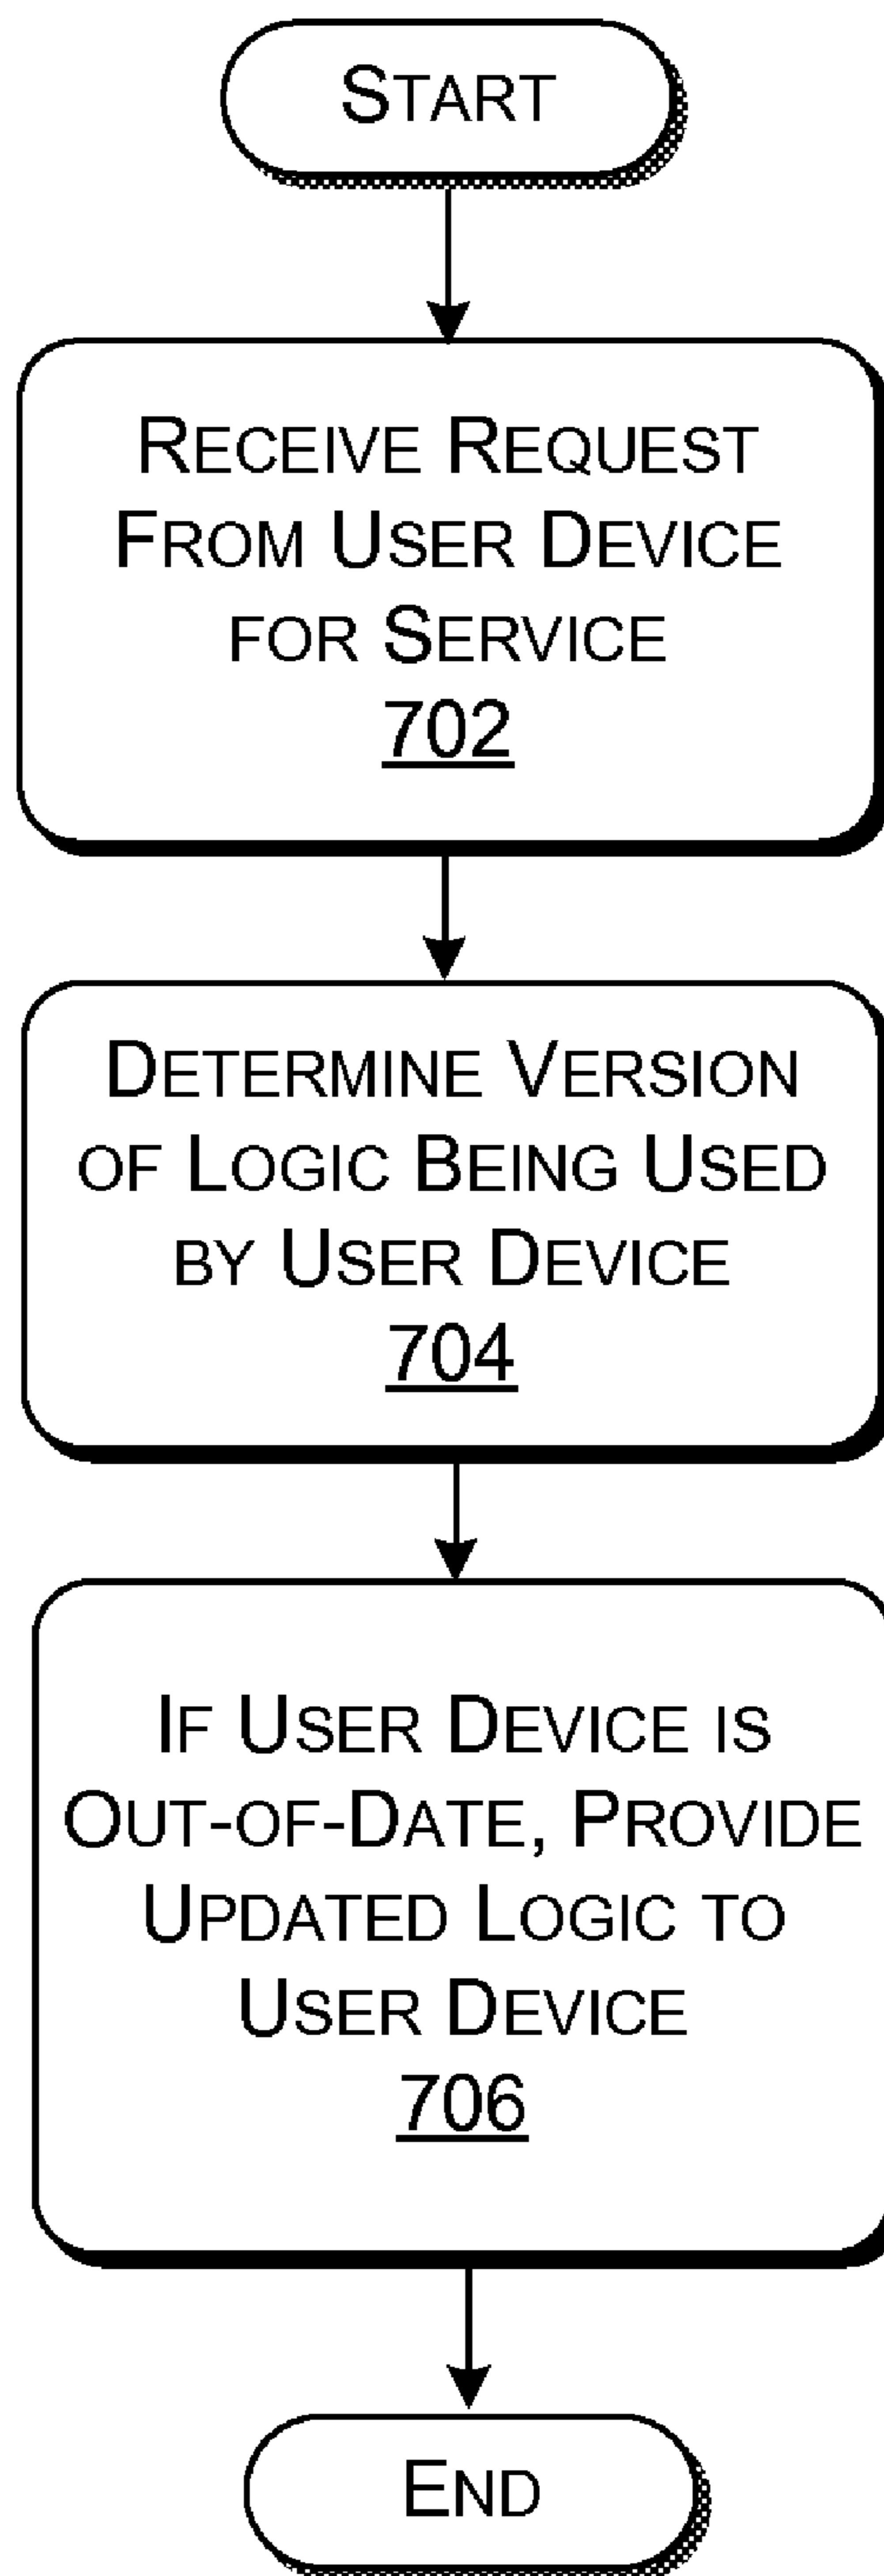 START
RECEIVE REQUEST
FROM USER DEVICE
FOR SERVICE
702
DETERMINE VERSION
OF LOGIC BEING USED
BY USER DEVICE
704
IF USER DEVICE IS
OUT-OF-DATE, PROVIDE
UPDATED LOGIC TO
USER DEVICE
706
END